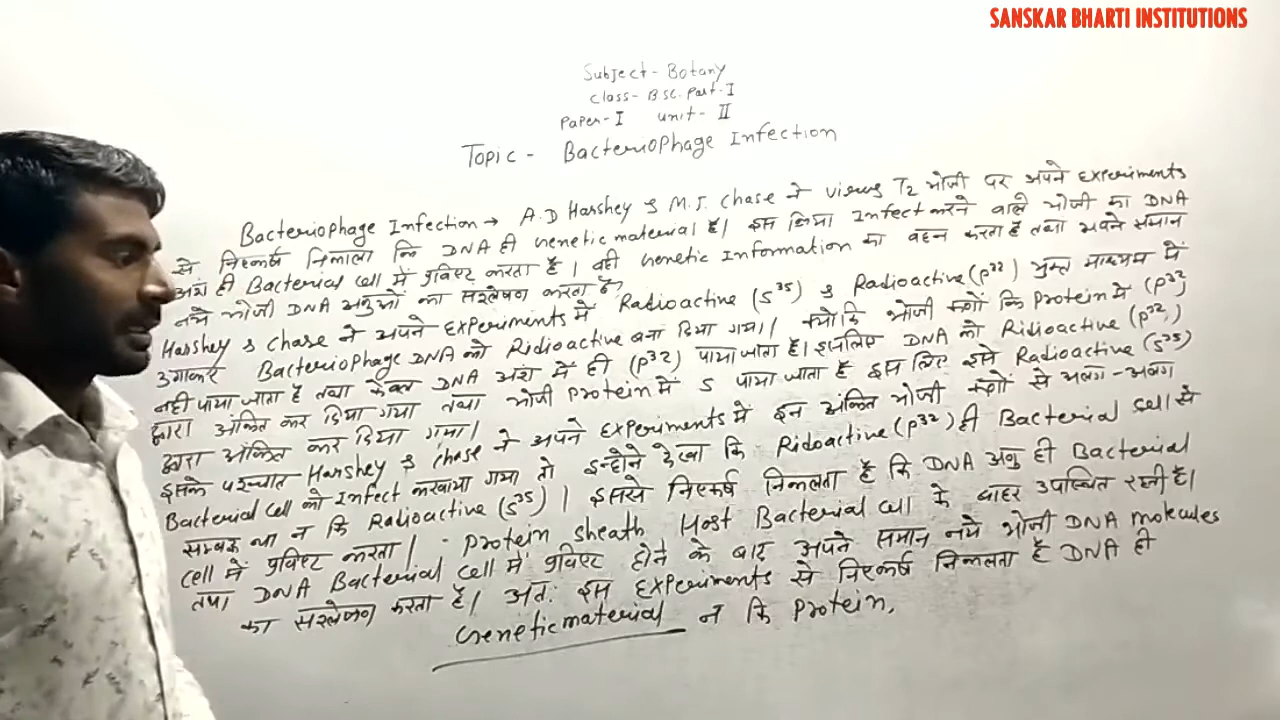 SANSKAR BHARTI INSTITUTIONS
Subject - Botany
Class - B.SC. Part - I
Paper - I Unit - II
Topic - Bacteriophage Infection
Bacteriophage Infection → A.D Harshey & M.J. Chase ने virus T2 भोजी पर अपने Experiments
से निष्कर्ष निकाला कि DNA ही Genetic material है। इस क्रिया Infect करने वाले भोजी का DNA
अंश ही Bacterial cell में प्रविष्ट करता है। वही Genetic Information का वहन करता है तथा अपने समान
नये भोजी DNA अणुओं का संश्लेषण करता है।
Harshey & Chase ने अपने Experiments में Radioactive (S35) & Radioactive (P32) युक्त माध्यम में
उगाकर Bacteriophage DNA को Ridioactive बना दिया गया। क्योकि भोजी कणों कि Protein में (P32)
नही पाया जाता है तथा केवल DNA अंश में ही (P32) पाया जाता है। इसलिए DNA को Ridioactive (P32)
द्वारा अंकित कर दिया गया तथा भोजी Protein में S पाया जाता है इस लिए इसे Radioactive (S35)
द्वारा अंकित कर दिया गया।
इसके पश्चात Harshey & Chase ने अपने Experiments में इन अंकित भोजी कणों से अलग-अलग
Bacterial Cell को Infect करवाया गया तो इन्होने देखा कि Ridoactive (P32) ही Bacterial Cell से
सम्बद्ध था न कि Radioactive (S35)। इससे निष्कर्ष निकलता है कि DNA अणु ही Bacterial
Cell में प्रविष्ट करता। Protein sheath Host Bacterial Cell के बाहर उपस्थित रहती है।
तथा DNA Bacterial Cell में प्रविष्ट होने के बाद अपने समान नये भोजी DNA molecules
का संश्लेषण करता है। अतः इस Experiments से निष्कर्ष निकलता है DNA ही
Genetic material न कि Protein.